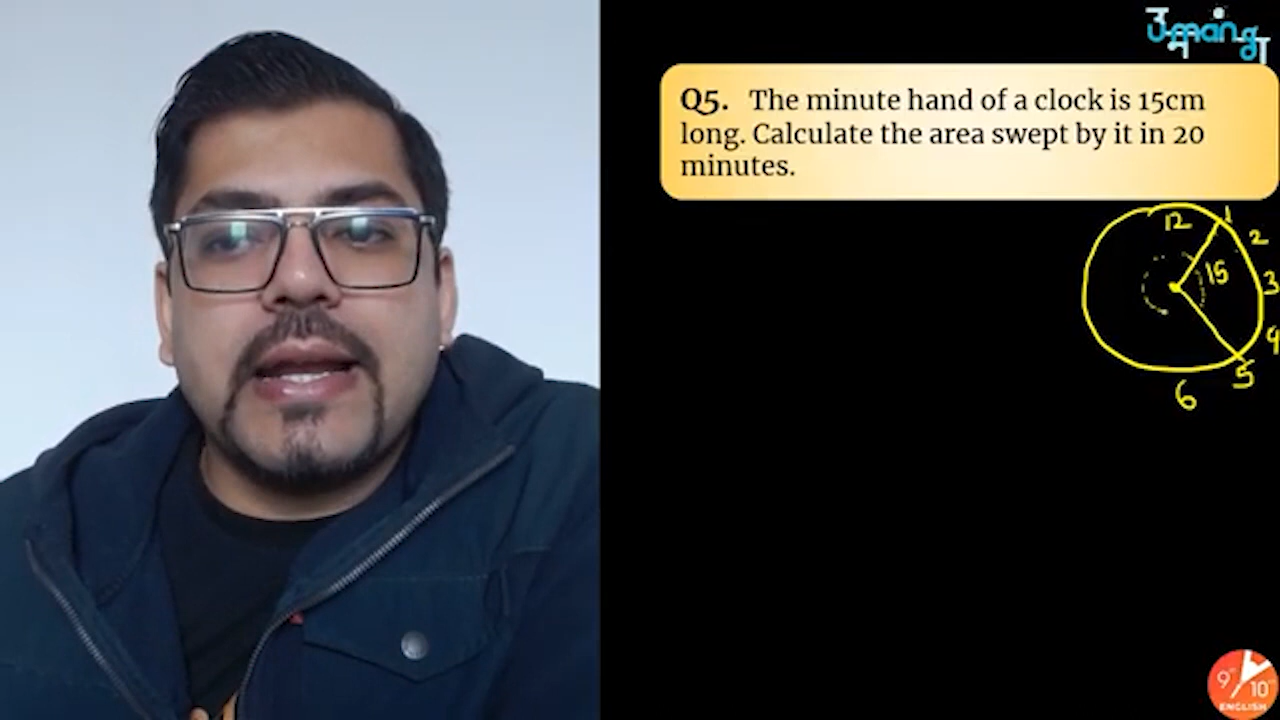 उमंग
Umang
Q5. The minute hand of a clock is 15cm
long. Calculate the area swept by it in 20
minutes.
12 1
2
15
3
4
5
6
9th 10th
ENGLISH